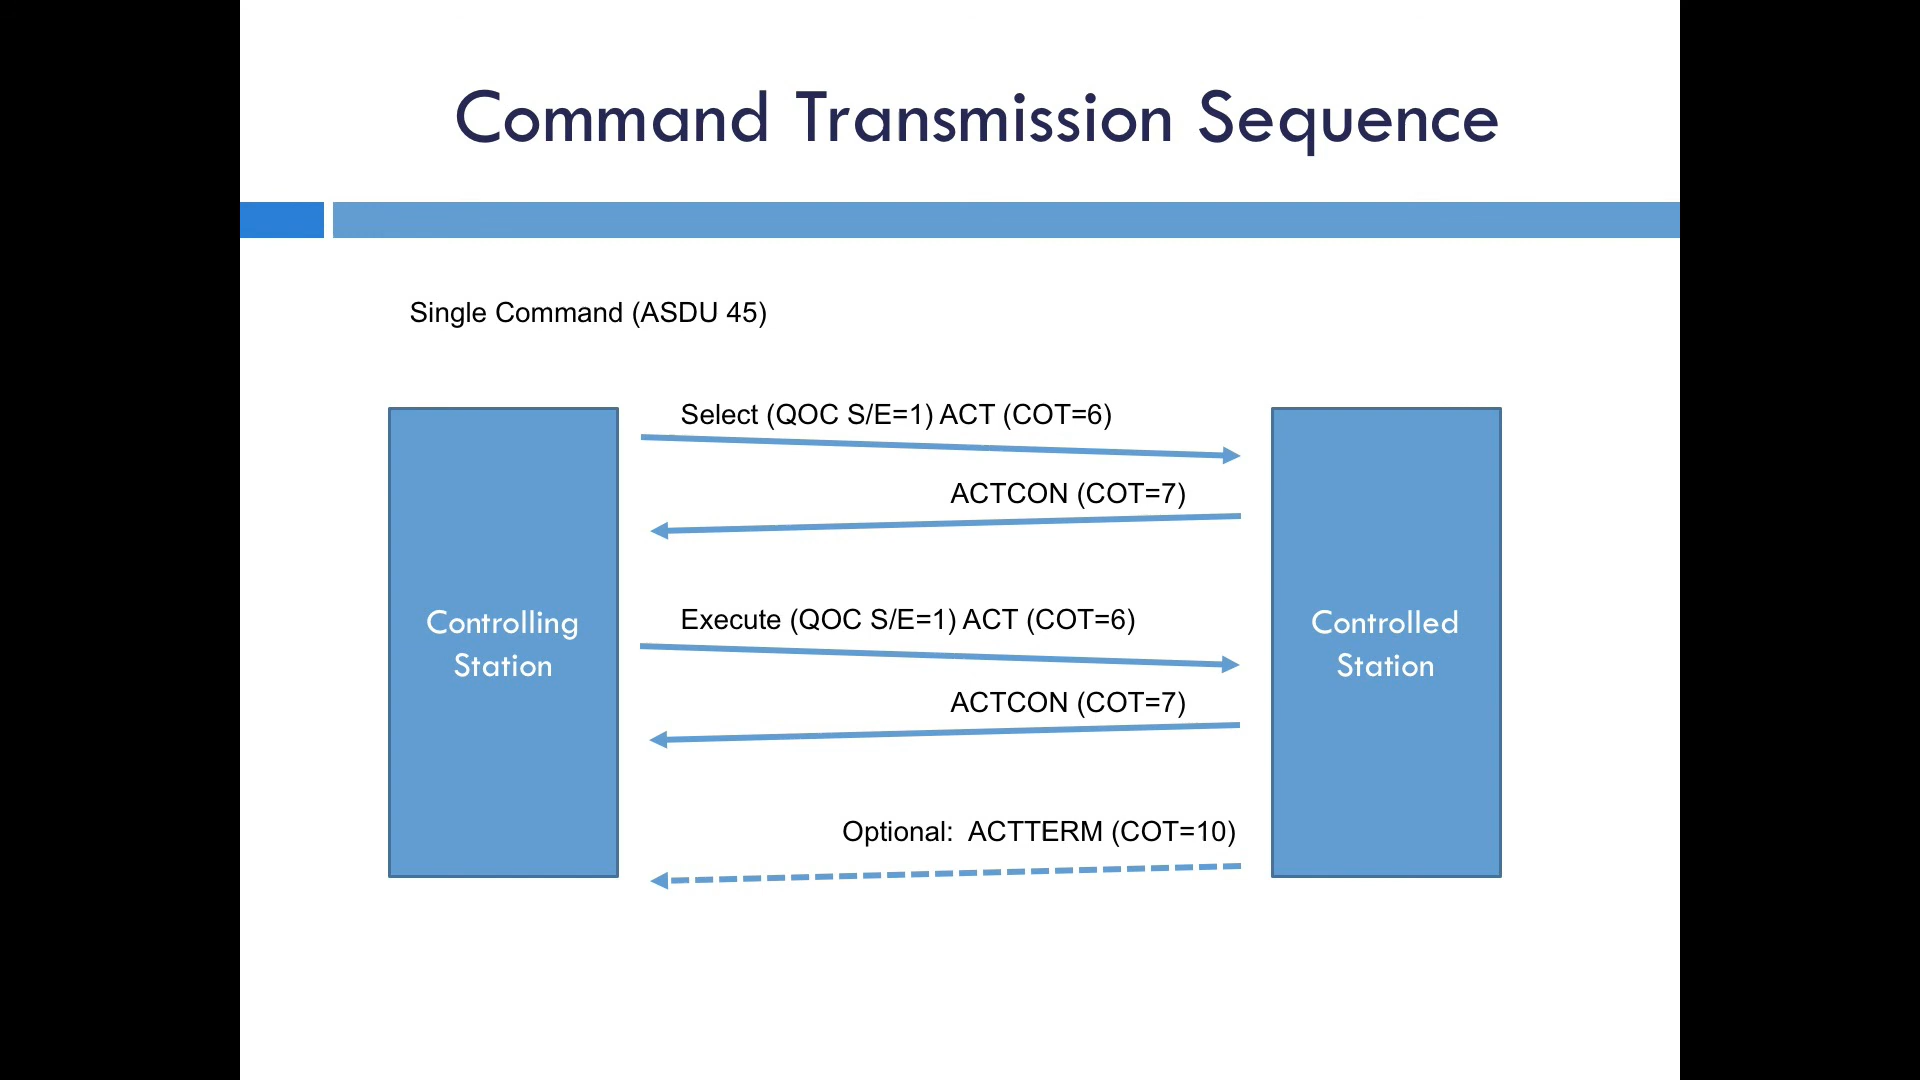 Command Transmission Sequence
Single Command (ASDU 45)
Select (QOC S/E=1) ACT (COT=6)
ACTCON (COT=7)
Controlling
Station
Execute (QOC S/E=1) ACT (COT=6)
Controlled
Station
ACTCON (COT=7)
Optional:  ACTTERM (COT=10)